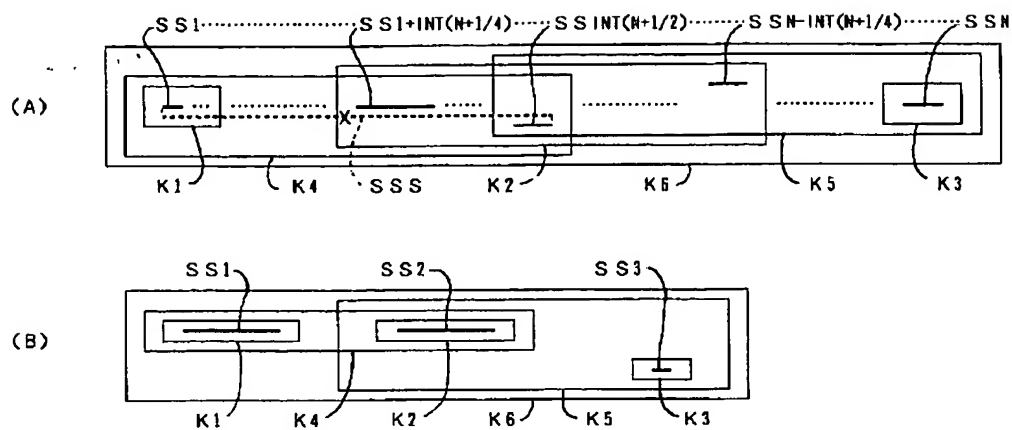 SS1 SS1+INT(N+1/4) SSINT(N+1/2) SSN-INT(N+1/4) SSN
(A)
X
K1 K4 SSS K2 K6 K5 K3
SS1 SS2 SS3
(B)
K1 K4 K2 K6 K5 K3